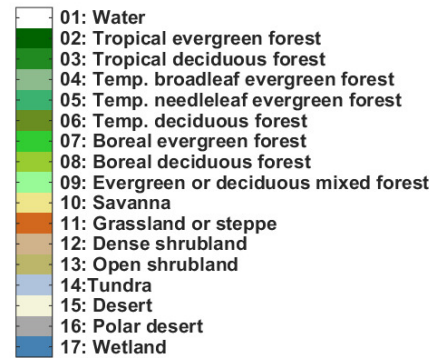 01: Water
02: Tropical evergreen forest
03: Tropical deciduous forest
04: Temp. broadleaf evergreen forest
05: Temp. needleleaf evergreen forest
06: Temp. deciduous forest
07: Boreal evergreen forest
08: Boreal deciduous forest
09: Evergreen or deciduous mixed forest
10: Savanna
11: Grassland or steppe
12: Dense shrubland
13: Open shrubland
14:Tundra
15: Desert
16: Polar desert
17: Wetland